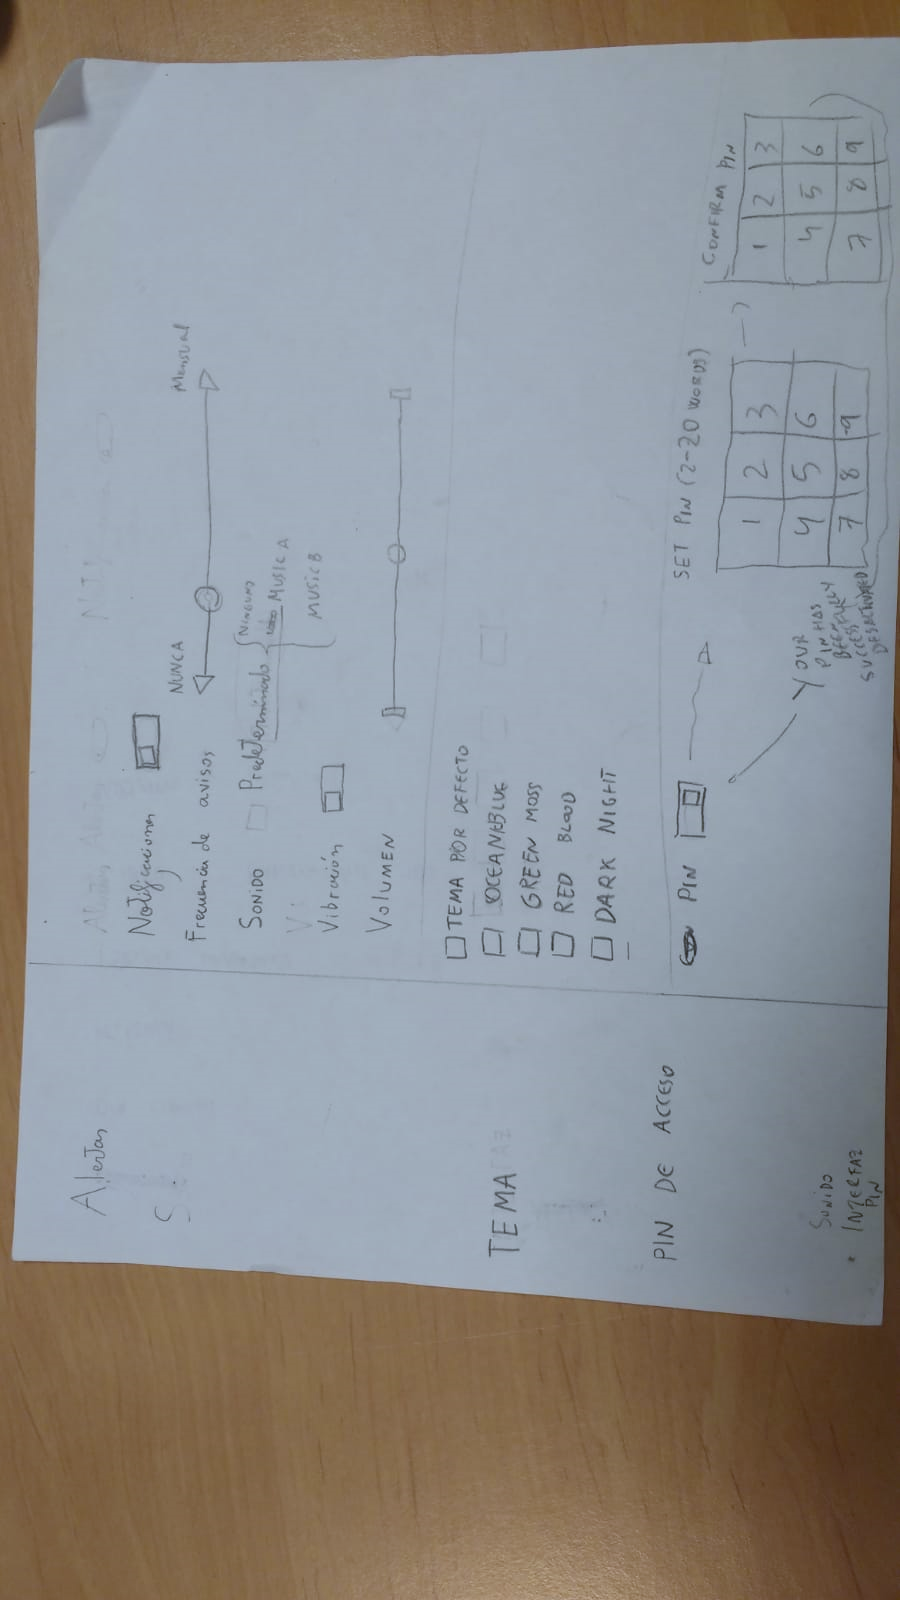 Alertas
Notificaciones
Frecuencia de avisos
NUNCA
Mensual
SONIDO
Predeterminado
NINGUNO
MUSIC A
MUSIC B
Vibración
VOLUMEN
TEMA
TEMA POR DEFECTO
OCEANBLUE
GREEN MOSS
RED BLOOD
DARK NIGHT
PIN DE ACCESO
PIN
SET PIN (2-20 WORDS)
1 2 3
4 5 6
7 8 9
CONFIRM PIN
1 2 3
4 5 6
7 8 9
YOUR
PIN HAS
BEEN
SUCCESSFULLY
DESACTIVATED
SONIDO
INTERFAZ
PIN